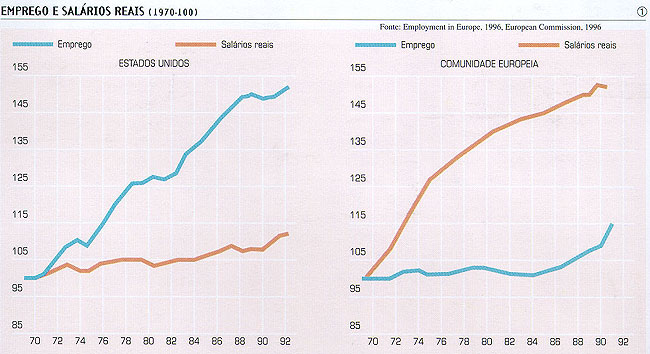 EMPREGO E SALÁRIOS REAIS (1970-100)
1
Fonte: Employment in Europe, 1996, European Commission, 1996
Emprego
Salários reais
Emprego
Salários reais
ESTADOS UNIDOS
COMUNIDADE EUROPEIA
155
145
135
125
115
105
95
85
155
145
135
125
115
105
95
85
70 72 74 76 78 80 82 84 86 88 90 92
70 72 74 76 78 80 82 84 86 88 90 92